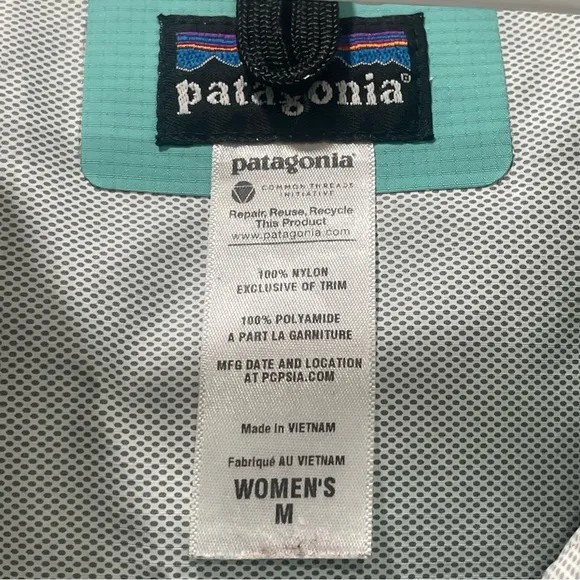 patagonia®
patagonia®
COMMON THREADS
INITIATIVE
Repair, Reuse, Recycle
This Product
www.patagonia.com
100% NYLON
EXCLUSIVE OF TRIM
100% POLYAMIDE
A PART LA GARNITURE
MFG DATE AND LOCATION
AT PCPSIA.COM
Made in VIETNAM
Fabriqué AU VIETNAM
WOMEN'S
M